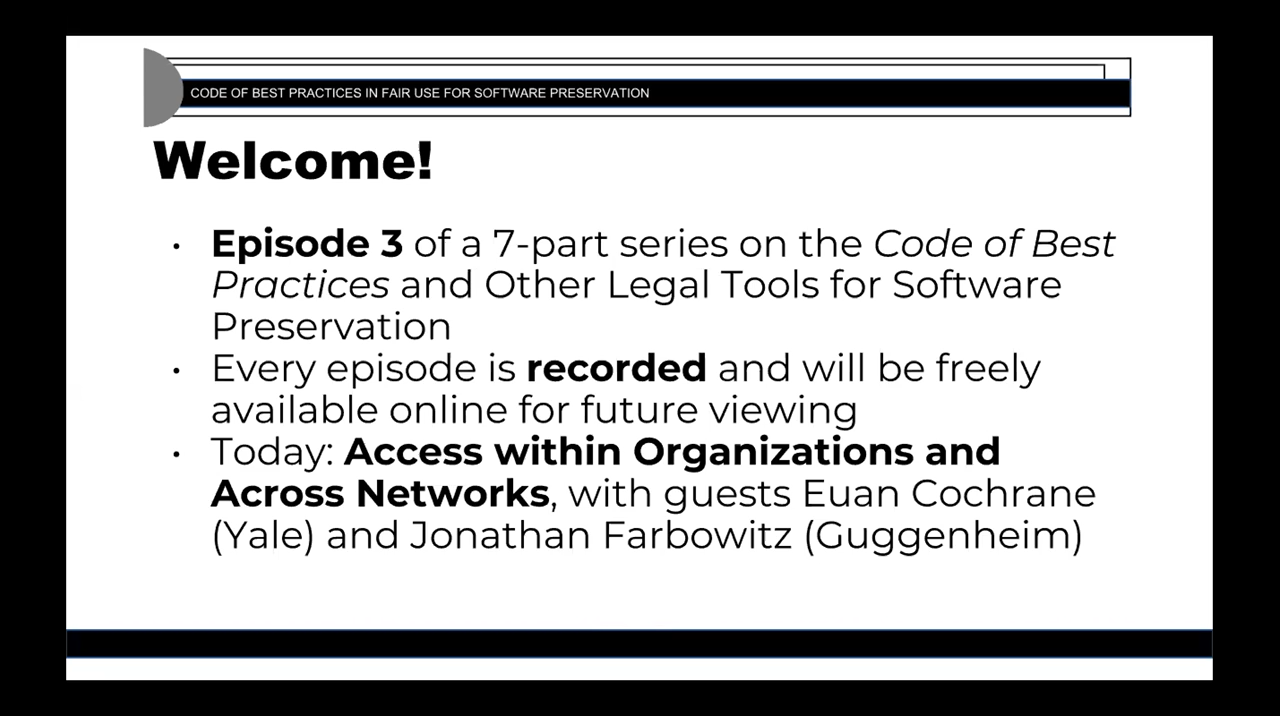 CODE OF BEST PRACTICES IN FAIR USE FOR SOFTWARE PRESERVATION
Welcome!
• Episode 3 of a 7-part series on the Code of Best
Practices and Other Legal Tools for Software
Preservation
• Every episode is recorded and will be freely
available online for future viewing
• Today: Access within Organizations and
Across Networks, with guests Euan Cochrane
(Yale) and Jonathan Farbowitz (Guggenheim)